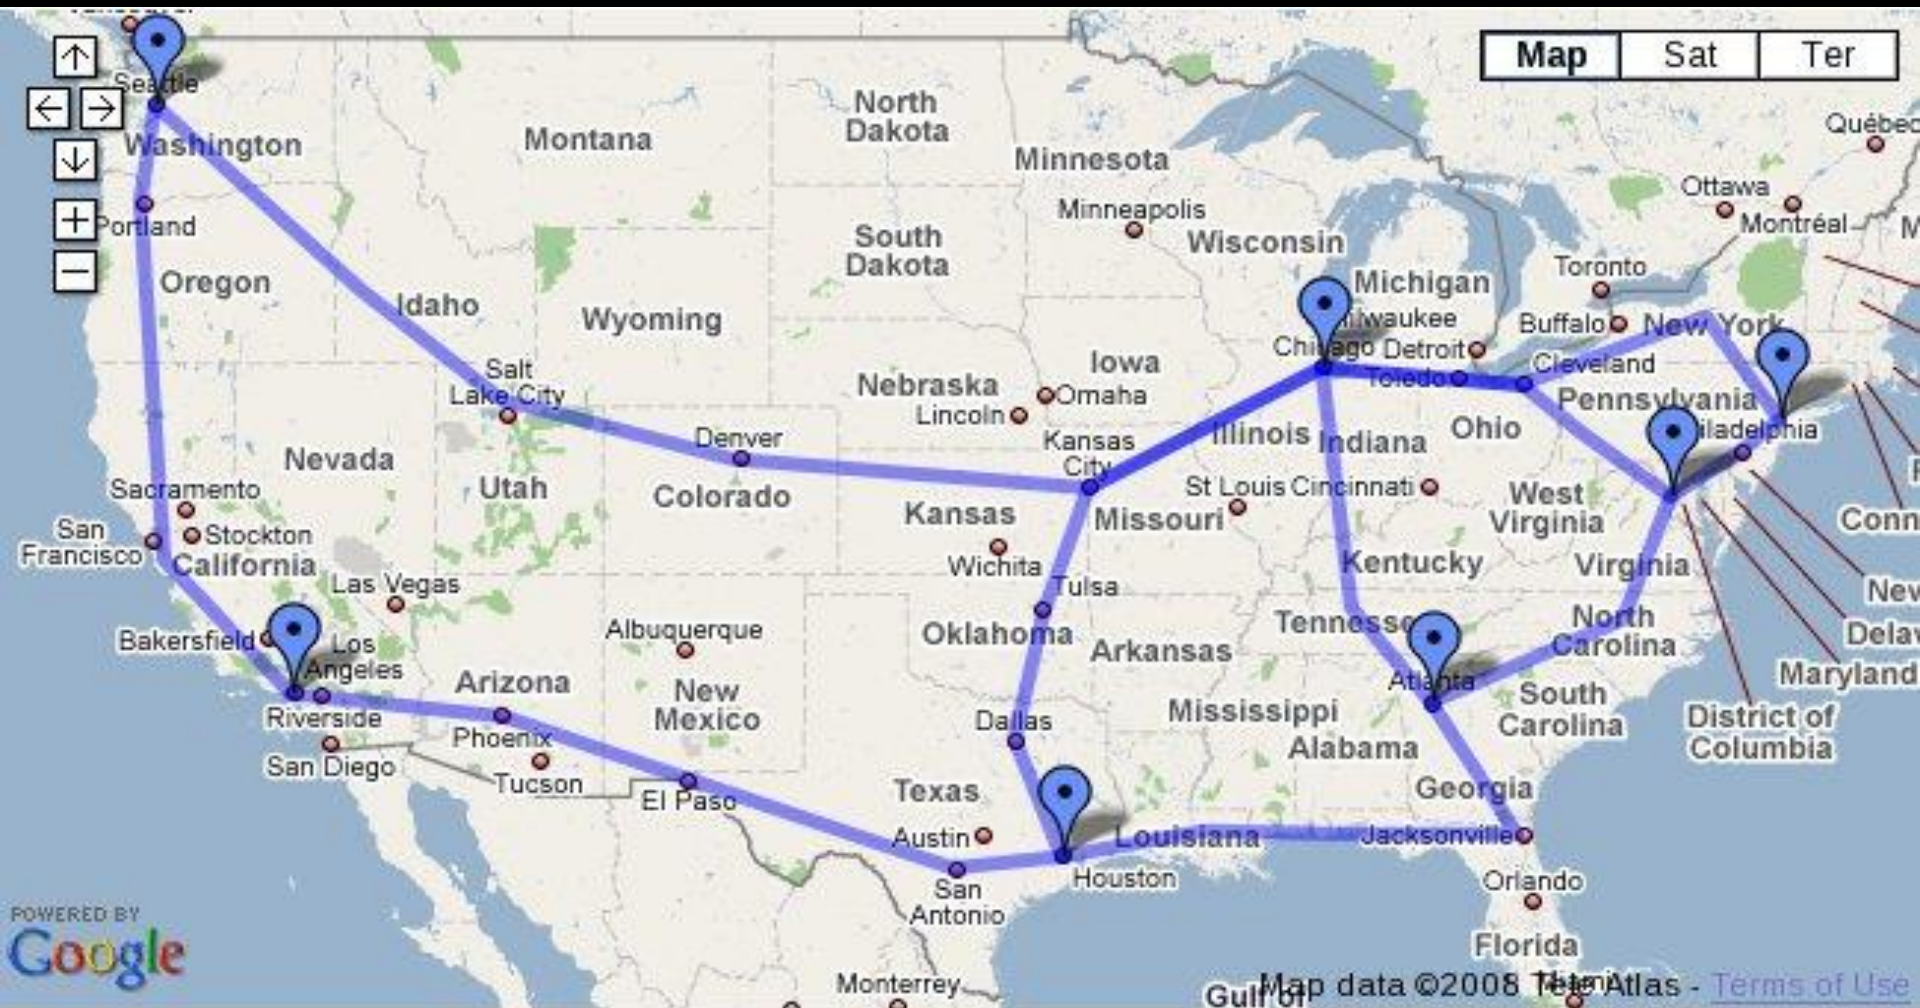 Map
Sat
Ter
Seattle
Washington
Montana
North
Dakota
Minnesota
Québec
Ottawa
Montréal
Portland
Minneapolis
Wisconsin
South
Dakota
Oregon
Idaho
Wyoming
Michigan
Toronto
Milwaukee
Buffalo
New York
Chicago
Detroit
Iowa
Toledo
Cleveland
Salt
Lake City
Nebraska
Omaha
Lincoln
Pennsylvania
Denver
Kansas
City
Illinois
Indiana
Ohio
Philadelphia
Nevada
Utah
Colorado
Sacramento
St Louis
Cincinnati
West
Virginia
Kansas
Missouri
San
Francisco
Stockton
California
Conn
Wichita
Kentucky
Virginia
Las Vegas
Tulsa
New
Bakersfield
Los
Angeles
Albuquerque
Oklahoma
Arkansas
Tennesse
North
Carolina
Delaw
Maryland
Arizona
New
Mexico
Atlanta
South
Carolina
Riverside
Phoenix
Dallas
Mississippi
Alabama
District of
Columbia
San Diego
Tucson
El Paso
Texas
Georgia
Austin
Louisiana
Jacksonville
San
Antonio
Houston
Orlando
Florida
POWERED BY
Google
Monterrey
Gulf of
Miami
Map data ©2008 Tele Atlas - Terms of Use